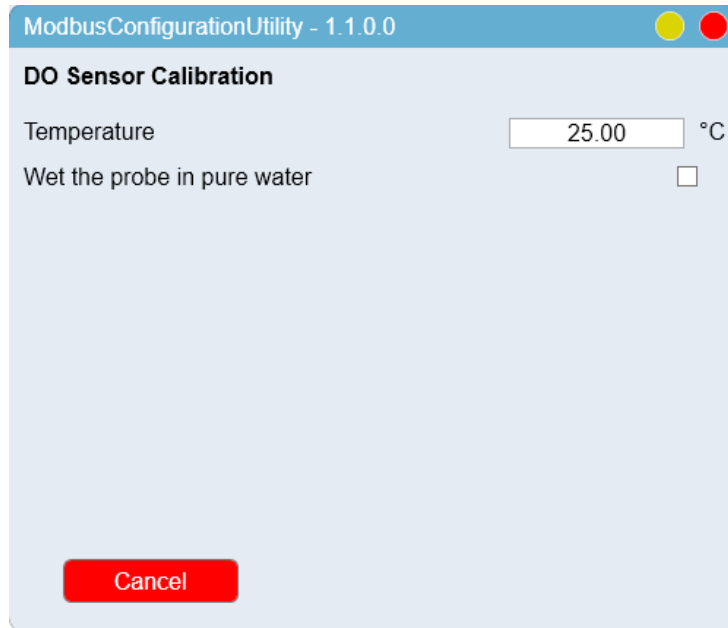 ModbusConfigurationUtility - 1.1.0.0
DO Sensor Calibration
Temperature 25.00 °C
Wet the probe in pure water
Cancel